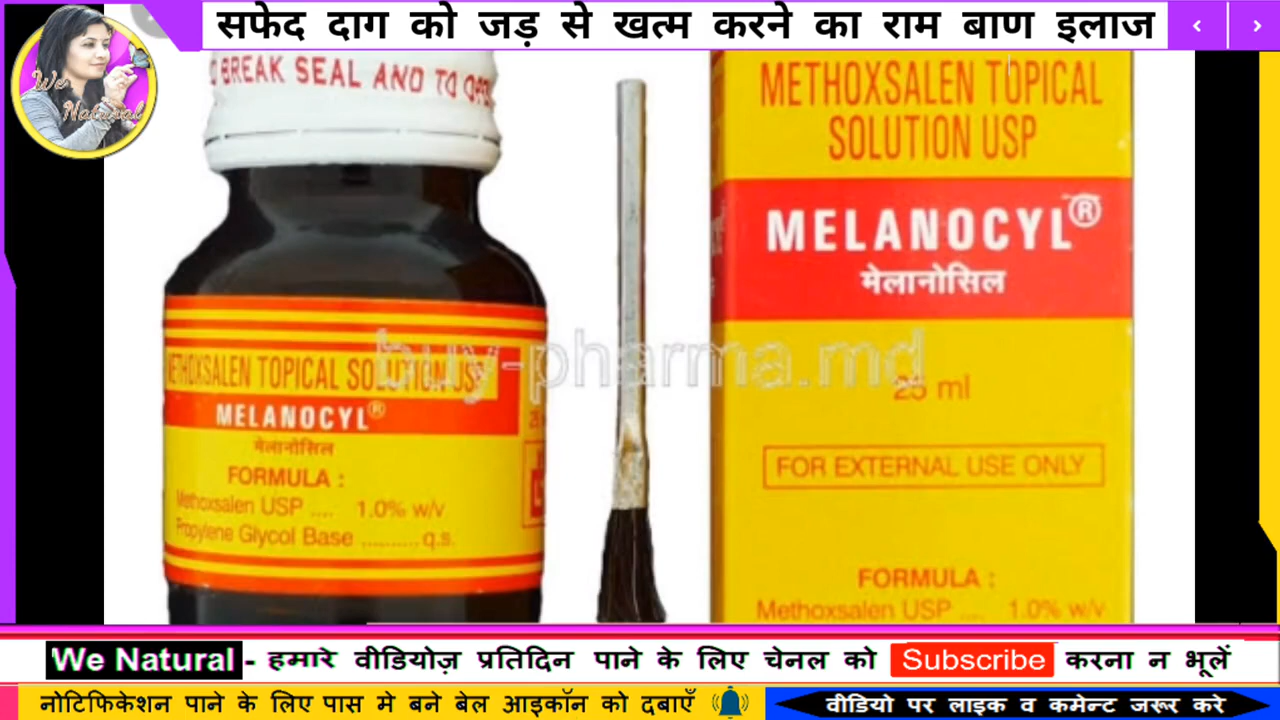 सफेद दाग को जड़ से खत्म करने का राम बाण इलाज
We
Natural
BREAK SEAL AND TO OPEN
METHOXSALEN TOPICAL SOLUTION USP
MELANOCYL®
मेलानोसिल
FORMULA :
Methoxsalen USP .... 1.0% w/v
Propylene Glycol Base .......... q.s.
METHOXSALEN TOPICAL
SOLUTION USP
MELANOCYL®
मेलानोसिल
25 ml
FOR EXTERNAL USE ONLY
FORMULA :
Methoxsalen USP .... 1.0% w/v
buy-pharma.md
We Natural - हमारे वीडियोज़ प्रतिदिन पाने के लिए चेनल को Subscribe करना न भूलें
नोटिफिकेशन पाने के लिए पास मे बने बेल आइकॉन को दबाएँ
वीडियो पर लाइक व कमेन्ट जरूर करे